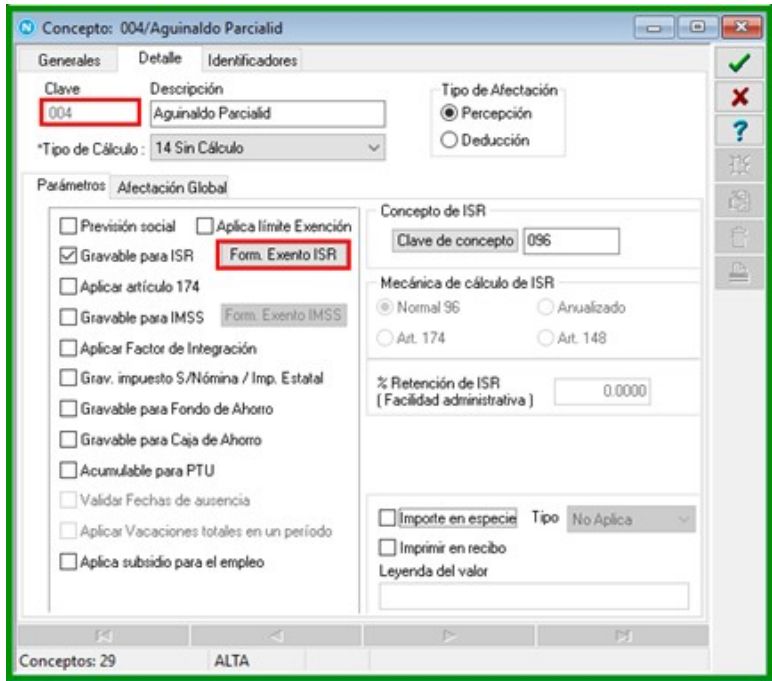 Concepto: 004/Aguinaldo Parcialid
Generales Detalle Identificadores
Clave Descripción Tipo de Afectación
004 Aguinaldo Parcialid Percepción
*Tipo de Cálculo : 14 Sin Cálculo Deducción
Parámetros Afectación Global
Previsión social Aplica límite Exención
Gravable para ISR Form. Exento ISR
Aplicar artículo 174
Gravable para IMSS Form. Exento IMSS
Aplicar Factor de Integración
Grav. impuesto S/Nómina / Imp. Estatal
Gravable para Fondo de Ahorro
Gravable para Caja de Ahorro
Acumulable para PTU
Validar Fechas de ausencia
Aplicar Vacaciones totales en un período
Aplica subsidio para el empleo
Concepto de ISR
Clave de concepto 096
Mecánica de cálculo de ISR
Normal 96 Anualizado
Art. 174 Art. 148
% Retención de ISR
( Facilidad administrativa ) 0.0000
Importe en especie Tipo No Aplica
Imprimir en recibo
Leyenda del valor
Conceptos: 29 ALTA